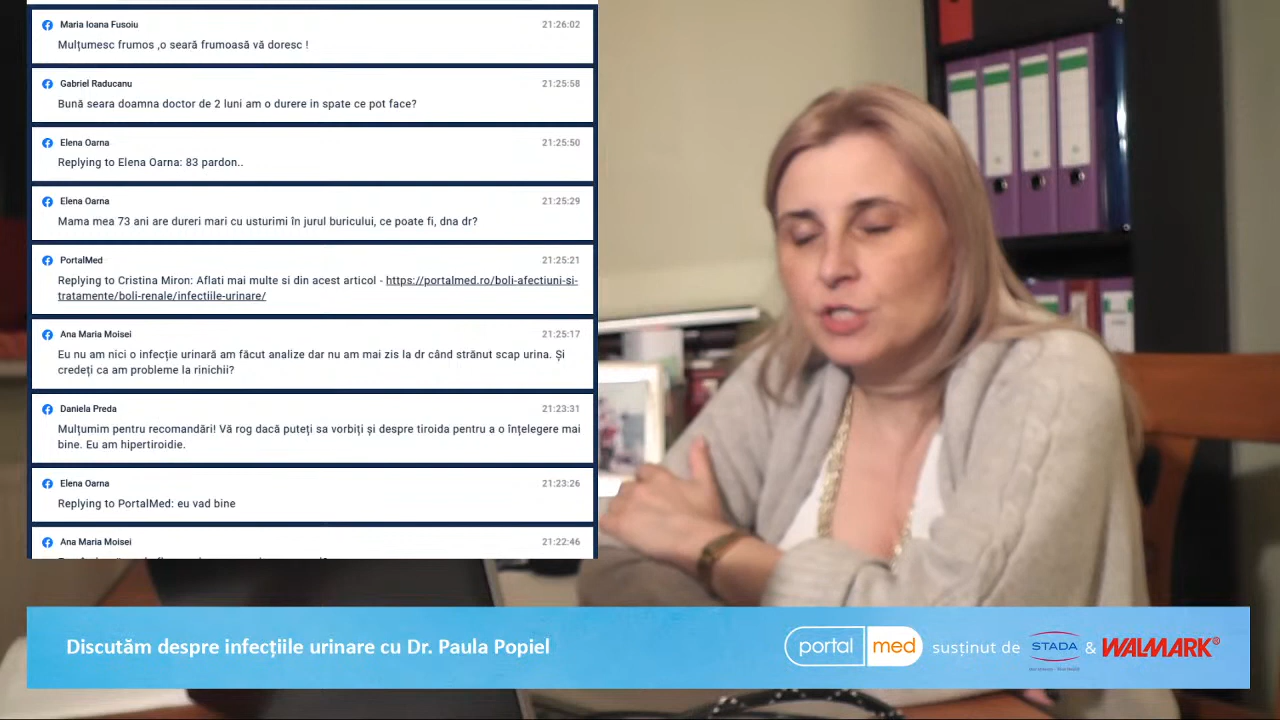 Maria Ioana Fusoiu 21:26:02
Mulțumesc frumos ,o seară frumoasă vă doresc !
Gabriel Raducanu 21:25:58
Bună seara doamna doctor de 2 luni am o durere in spate ce pot face?
Elena Oarna 21:25:50
Replying to Elena Oarna: 83 pardon..
Elena Oarna 21:25:29
Mama mea 73 ani are dureri mari cu usturimi în jurul buricului, ce poate fi, dna dr?
PortalMed 21:25:21
Replying to Cristina Miron: Aflati mai multe si din acest articol - https://portalmed.ro/boli-afectiuni-si-
tratamente/boli-renale/infectiile-urinare/
Ana Maria Moisei 21:25:17
Eu nu am nici o infecție urinară am făcut analize dar nu am mai zis la dr când strănut scap urina. Și
credeți ca am probleme la rinichii?
Daniela Preda 21:23:31
Mulțumim pentru recomandări! Vă rog dacă puteți sa vorbiți și despre tiroida pentru a o înțelegere mai
bine. Eu am hipertiroidie.
Elena Oarna 21:23:26
Replying to PortalMed: eu vad bine
Ana Maria Moisei 21:22:46
Discutăm despre infecțiile urinare cu Dr. Paula Popiel
portal med susținut de STADA & WALMARK®